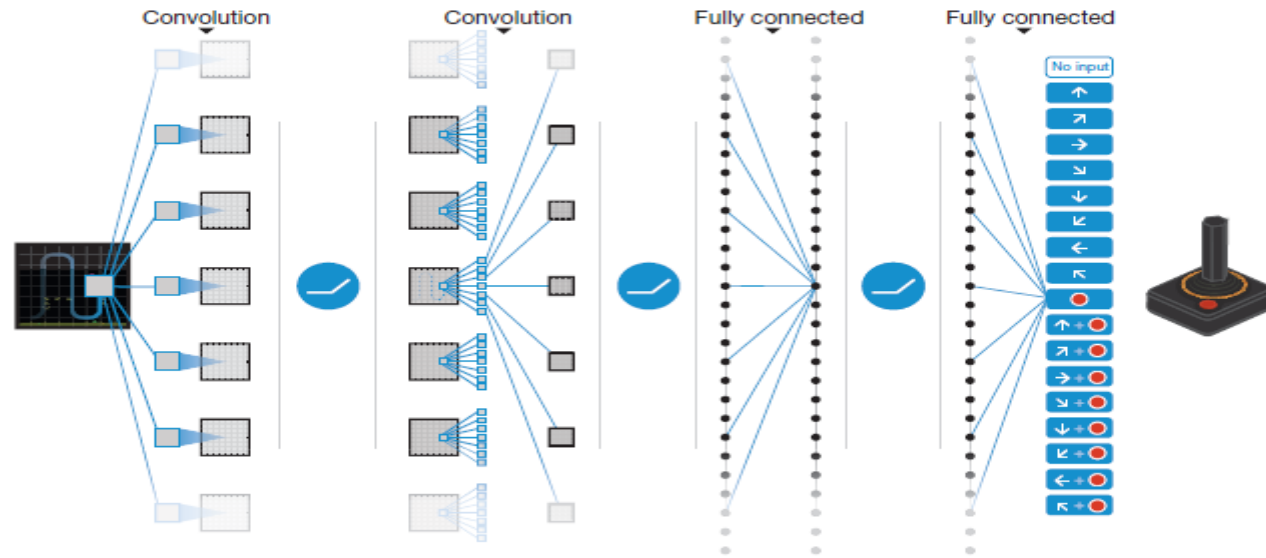 Convolution
Convolution
Fully connected
Fully connected
No input
+
+
+
+
+
+
+
+